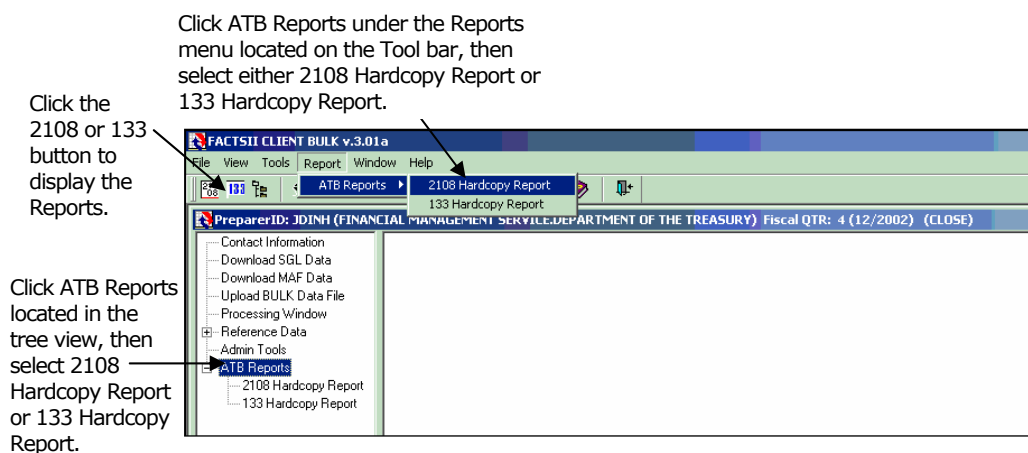 Click ATB Reports under the Reports
menu located on the Tool bar, then
select either 2108 Hardcopy Report or
133 Hardcopy Report.
Click the
2108 or 133
button to
display the
Reports.
FACTSII CLIENT BULK v.3.01a
File View Tools Report Window Help
21 08 133
ATB Reports
2108 Hardcopy Report
133 Hardcopy Report
PreparerID: JDINH (FINANCIAL MANAGEMENT SERVICE.DEPARTMENT OF THE TREASURY) Fiscal QTR: 4 (12/2002) (CLOSE)
Contact Information
Download SGL Data
Download MAF Data
Upload BULK Data File
Processing Window
Reference Data
Admin Tools
ATB Reports
2108 Hardcopy Report
133 Hardcopy Report
Click ATB Reports
located in the
tree view, then
select 2108
Hardcopy Report
or 133 Hardcopy
Report.